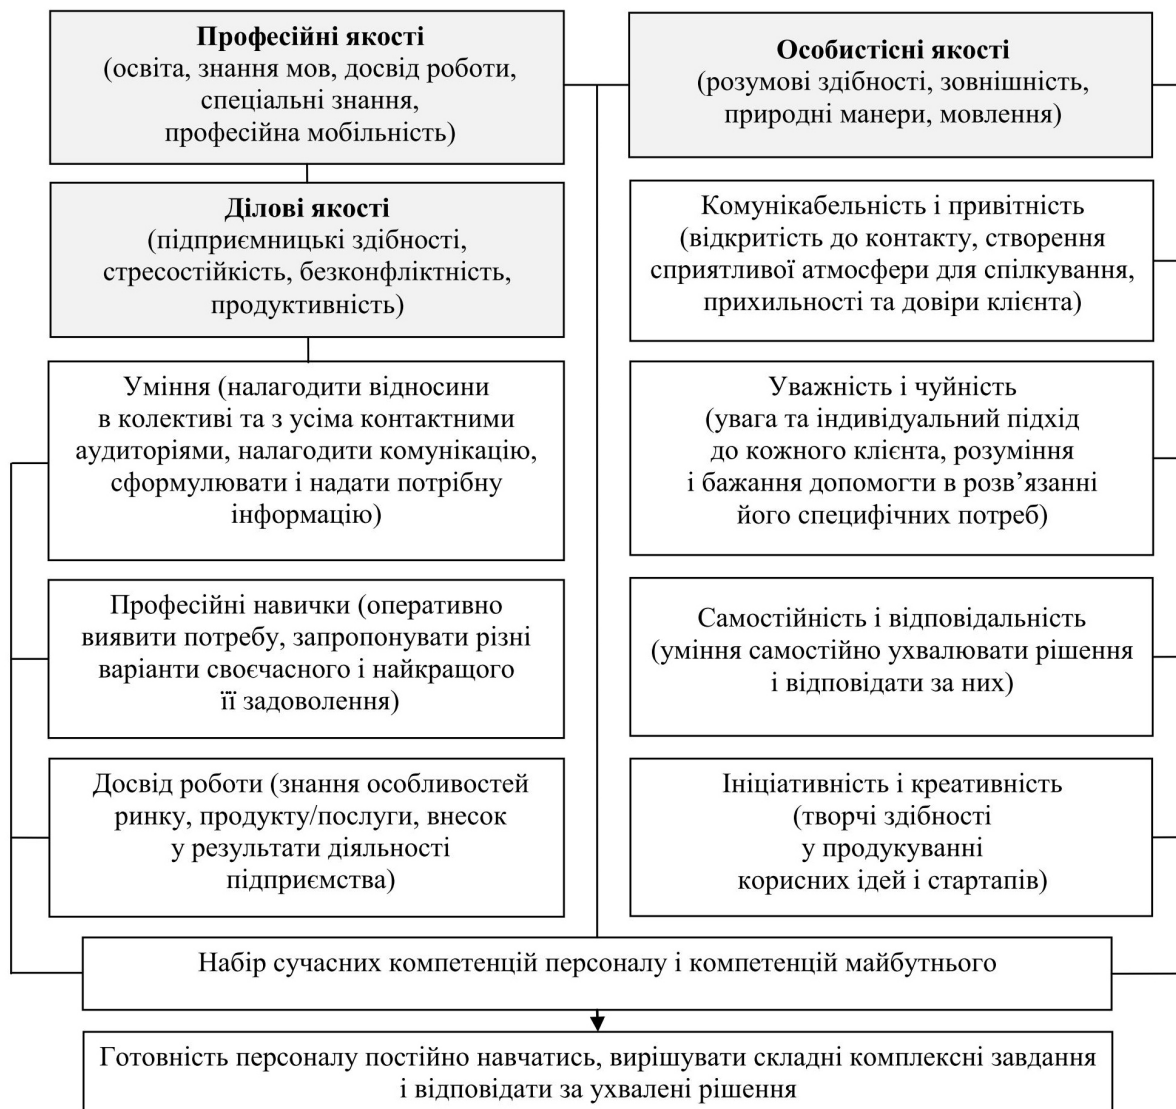 Професійні якості
(освіта, знання мов, досвід роботи,
спеціальні знання,
професійна мобільність)
Ділові якості
(підприємницькі здібності,
стресостійкість, безконфліктність,
продуктивність)
Уміння (налагодити відносини
в колективі та з усіма контактними
аудиторіями, налагодити комунікацію,
сформулювати і надати потрібну
інформацію)
Професійні навички (оперативно
виявити потребу, запропонувати різні
варіанти своєчасного і найкращого
її задоволення)
Досвід роботи (знання особливостей
ринку, продукту/послуги, внесок
у результати діяльності
підприємства)
Особистісні якості
(розумові здібності, зовнішність,
природні манери, мовлення)
Комунікабельність і привітність
(відкритість до контакту, створення
сприятливої атмосфери для спілкування,
прихильності та довіри клієнта)
Уважність і чуйність
(увага та індивідуальний підхід
до кожного клієнта, розуміння
і бажання допомогти в розв’язанні
його специфічних потреб)
Самостійність і відповідальність
(уміння самостійно ухвалювати рішення
і відповідати за них)
Ініціативність і креативність
(творчі здібності
у продукуванні
корисних ідей і стартапів)
Набір сучасних компетенцій персоналу і компетенцій майбутнього
Готовність персоналу постійно навчатись, вирішувати складні комплексні завдання
і відповідати за ухвалені рішення